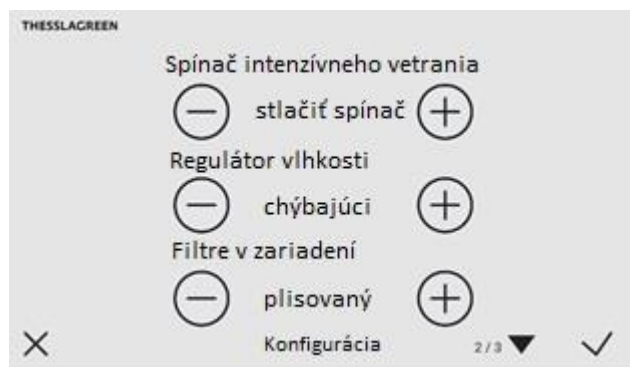 THESSLAGREEN
Spínač intenzívneho vetrania
stlačiť spínač
Regulátor vlhkosti
chýbajúci
Filtre v zariadení
plisovaný
Konfigurácia 2/3